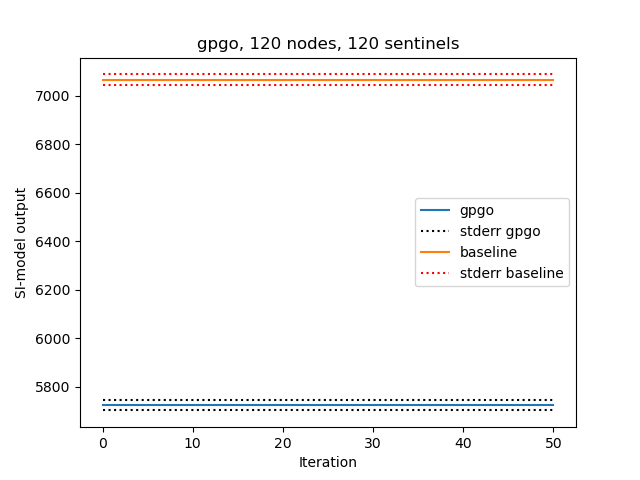 gpgo, 120 nodes, 120 sentinels
SI-model output
7000
6800
6600
6400
6200
6000
5800
gpgo
stderr gpgo
baseline
stderr baseline
0 10 20 30 40 50
Iteration